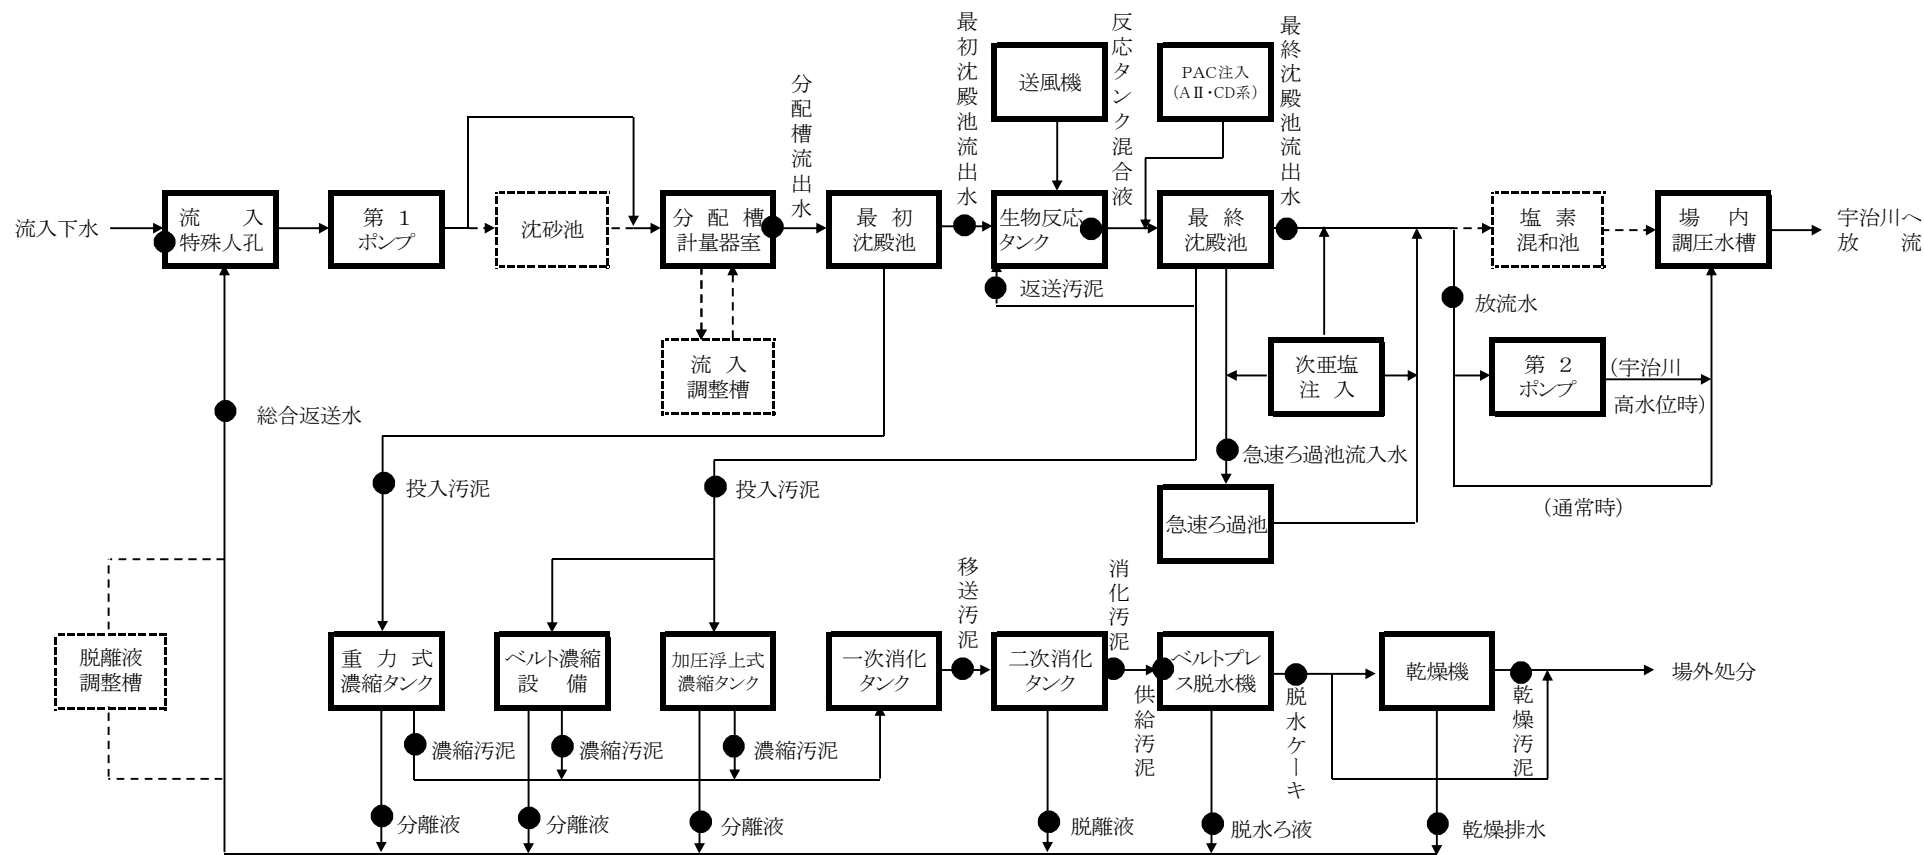 流入下水
流入
特殊人孔
第1
ポンプ
沈砂池
分配槽
計量器室
分配槽流出水
最初
沈殿池
最初沈殿池流出水
送風機
生物反応
タンク
反応タンク混合液
PAC注入
(AⅡ・CD系)
最終
沈殿池
最終沈殿池流出水
塩素
混和池
場内
調圧水槽
宇治川へ
放流
返送汚泥
放流水
流入
調整槽
次亜塩
注入
第2
ポンプ
(宇治川
高水位時)
総合返送水
急速ろ過池流入水
投入汚泥
投入汚泥
急速ろ過池
(通常時)
脱離液
調整槽
重力式
濃縮タンク
ベルト濃縮
設備
加圧浮上式
濃縮タンク
一次消化
タンク
移送汚泥
二次消化
タンク
消化汚泥
供給汚泥
ベルトプレ
ス脱水機
脱水ケーキ
乾燥機
乾燥汚泥
場外処分
濃縮汚泥
濃縮汚泥
濃縮汚泥
分離液
分離液
分離液
脱離液
脱水ろ液
乾燥排水